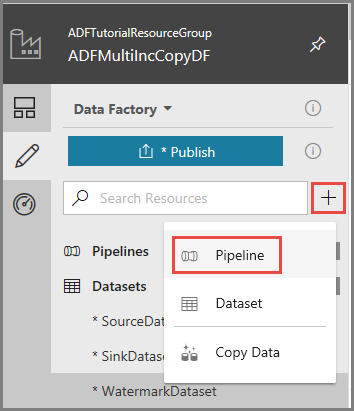 ADFTutorialResourceGroup
ADFMultiIncCopyDF
Data Factory
* Publish
Search Resources
Pipelines
Pipeline
Datasets
Dataset
* SourceDat
* SinkDatase
Copy Data
* WatermarkDataset